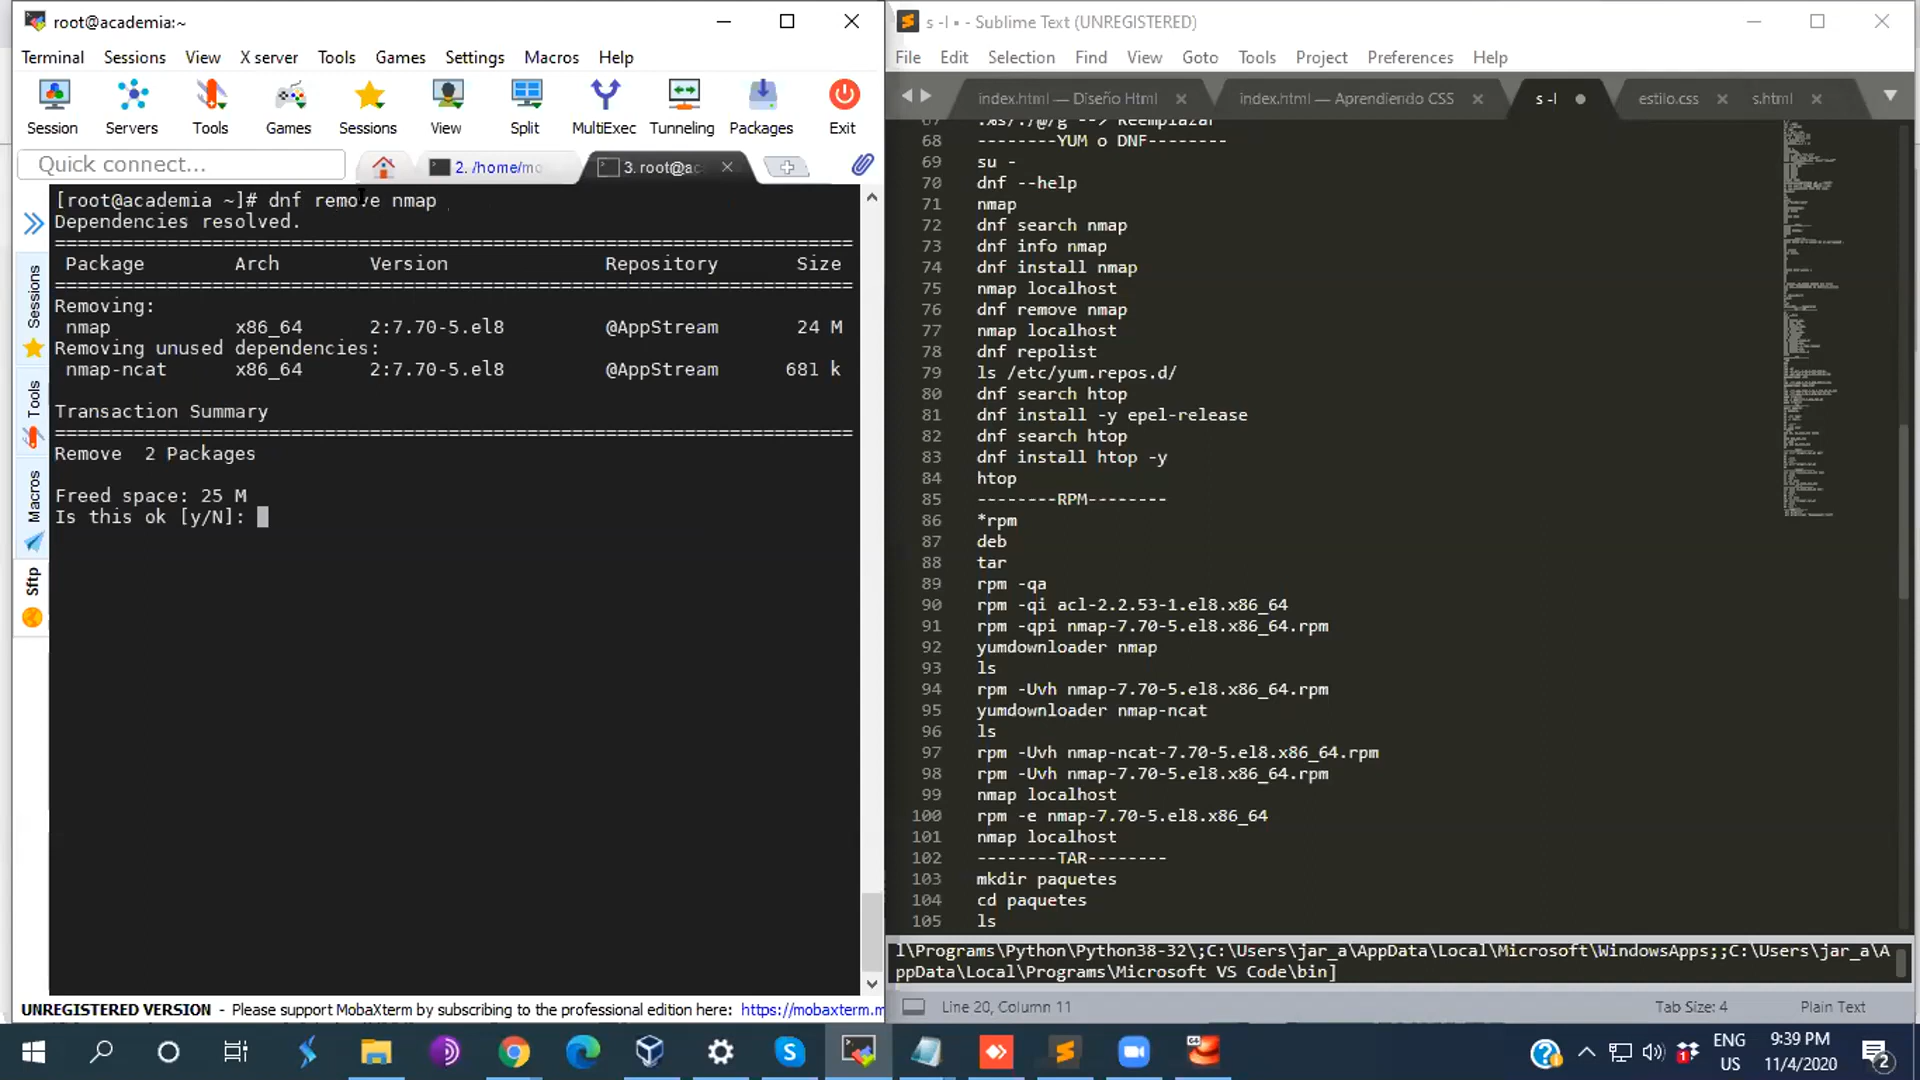 root@academia:~
Terminal Sessions View X server Tools Games Settings Macros Help
Session Servers Tools Games Sessions View Split MultiExec Tunneling Packages Exit
Quick connect...
2. /home/mo
3. root@ac
Sessions
Tools
Macros
Sftp
[root@academia ~]# dnf remove nmap
Dependencies resolved.
================================================================================
Package Arch Version Repository Size
================================================================================
Removing:
nmap x86_64 2:7.70-5.el8 @AppStream 24 M
Removing unused dependencies:
nmap-ncat x86_64 2:7.70-5.el8 @AppStream 681 k
Transaction Summary
================================================================================
Remove 2 Packages
Freed space: 25 M
Is this ok [y/N]:
UNREGISTERED VERSION - Please support MobaXterm by subscribing to the professional edition here: https://mobaxterm.m
s -l • - Sublime Text (UNREGISTERED)
File Edit Selection Find View Goto Tools Project Preferences Help
index.html — Diseño Html
index.html — Aprendiendo CSS
s -l
estilo.css
s.html
67 :%s/./@/g --> Reemplazar
68 --------YUM o DNF--------
69 su -
70 dnf --help
71 nmap
72 dnf search nmap
73 dnf info nmap
74 dnf install nmap
75 nmap localhost
76 dnf remove nmap
77 nmap localhost
78 dnf repolist
79 ls /etc/yum.repos.d/
80 dnf search htop
81 dnf install -y epel-release
82 dnf search htop
83 dnf install htop -y
84 htop
85 --------RPM--------
86 *rpm
87 deb
88 tar
89 rpm -qa
90 rpm -qi acl-2.2.53-1.el8.x86_64
91 rpm -qpi nmap-7.70-5.el8.x86_64.rpm
92 yumdownloader nmap
93 ls
94 rpm -Uvh nmap-7.70-5.el8.x86_64.rpm
95 yumdownloader nmap-ncat
96 ls
97 rpm -Uvh nmap-ncat-7.70-5.el8.x86_64.rpm
98 rpm -Uvh nmap-7.70-5.el8.x86_64.rpm
99 nmap localhost
100 rpm -e nmap-7.70-5.el8.x86_64
101 nmap localhost
102 --------TAR--------
103 mkdir paquetes
104 cd paquetes
105 ls
l\Programs\Python\Python38-32\;C:\Users\jar_a\AppData\Local\Microsoft\WindowsApps;;C:\Users\jar_a\A
ppData\Local\Programs\Microsoft VS Code\bin]
Line 20, Column 11
Tab Size: 4
Plain Text
ENG
US
9:39 PM
11/4/2020
2